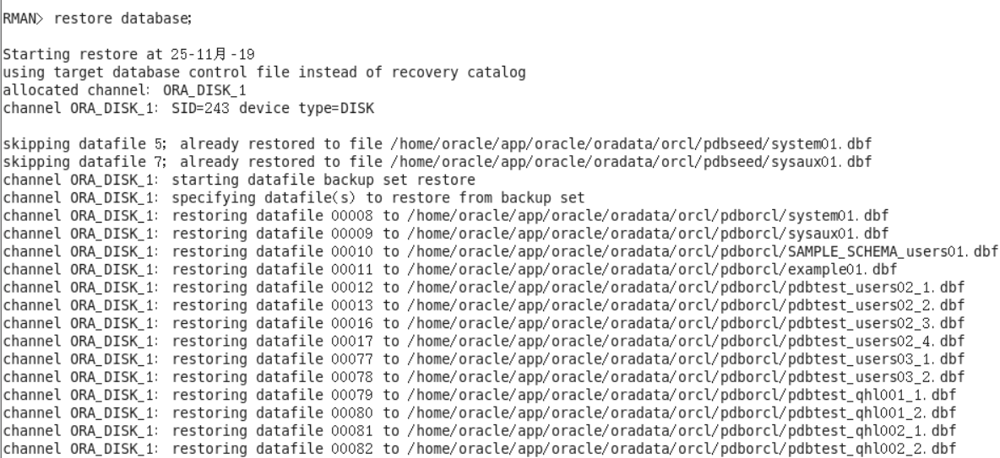 RMAN> restore database;
Starting restore at 25-11月-19
using target database control file instead of recovery catalog
allocated channel: ORA_DISK_1
channel ORA_DISK_1: SID=243 device type=DISK
skipping datafile 5; already restored to file /home/oracle/app/oracle/oradata/orcl/pdbseed/system01.dbf
skipping datafile 7; already restored to file /home/oracle/app/oracle/oradata/orcl/pdbseed/sysaux01.dbf
channel ORA_DISK_1: starting datafile backup set restore
channel ORA_DISK_1: specifying datafile(s) to restore from backup set
channel ORA_DISK_1: restoring datafile 00008 to /home/oracle/app/oracle/oradata/orcl/pdborcl/system01.dbf
channel ORA_DISK_1: restoring datafile 00009 to /home/oracle/app/oracle/oradata/orcl/pdborcl/sysaux01.dbf
channel ORA_DISK_1: restoring datafile 00010 to /home/oracle/app/oracle/oradata/orcl/pdborcl/SAMPLE_SCHEMA_users01.dbf
channel ORA_DISK_1: restoring datafile 00011 to /home/oracle/app/oracle/oradata/orcl/pdborcl/example01.dbf
channel ORA_DISK_1: restoring datafile 00012 to /home/oracle/app/oracle/oradata/orcl/pdborcl/pdbtest_users02_1.dbf
channel ORA_DISK_1: restoring datafile 00013 to /home/oracle/app/oracle/oradata/orcl/pdborcl/pdbtest_users02_2.dbf
channel ORA_DISK_1: restoring datafile 00016 to /home/oracle/app/oracle/oradata/orcl/pdborcl/pdbtest_users02_3.dbf
channel ORA_DISK_1: restoring datafile 00017 to /home/oracle/app/oracle/oradata/orcl/pdborcl/pdbtest_users02_4.dbf
channel ORA_DISK_1: restoring datafile 00077 to /home/oracle/app/oracle/oradata/orcl/pdborcl/pdbtest_users03_1.dbf
channel ORA_DISK_1: restoring datafile 00078 to /home/oracle/app/oracle/oradata/orcl/pdborcl/pdbtest_users03_2.dbf
channel ORA_DISK_1: restoring datafile 00079 to /home/oracle/app/oracle/oradata/orcl/pdborcl/pdbtest_qhl001_1.dbf
channel ORA_DISK_1: restoring datafile 00080 to /home/oracle/app/oracle/oradata/orcl/pdborcl/pdbtest_qhl001_2.dbf
channel ORA_DISK_1: restoring datafile 00081 to /home/oracle/app/oracle/oradata/orcl/pdborcl/pdbtest_qhl002_1.dbf
channel ORA_DISK_1: restoring datafile 00082 to /home/oracle/app/oracle/oradata/orcl/pdborcl/pdbtest_qhl002_2.dbf